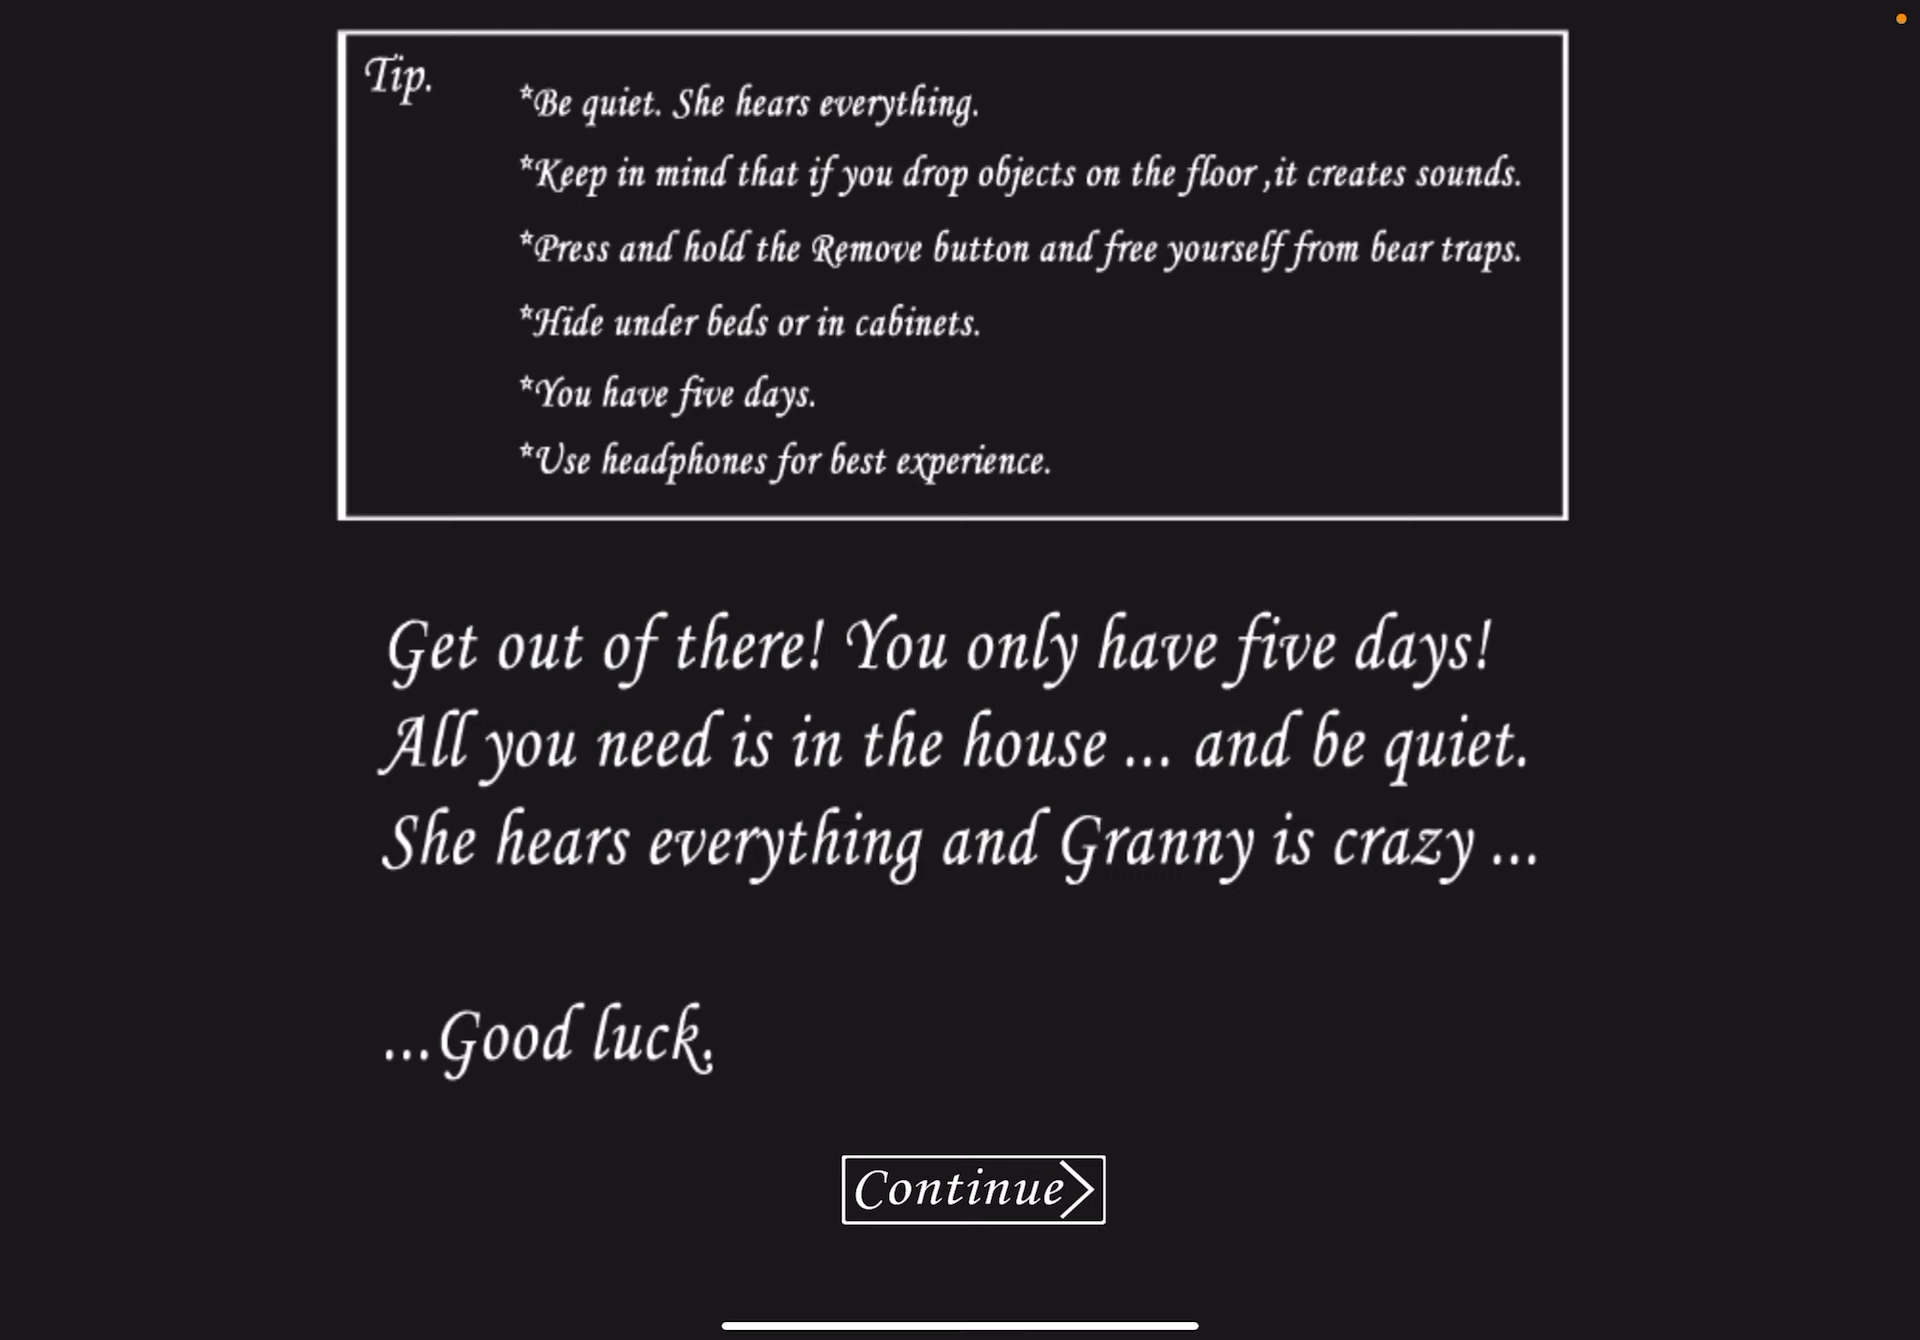 Tip.
*Be quiet. She hears everything.
*Keep in mind that if you drop objects on the floor ,it creates sounds.
*Press and hold the Remove button and free yourself from bear traps.
*Hide under beds or in cabinets.
*You have five days.
*Use headphones for best experience.
Get out of there! You only have five days!
All you need is in the house ... and be quiet.
She hears everything and Granny is crazy ...
...Good luck.
Continue>